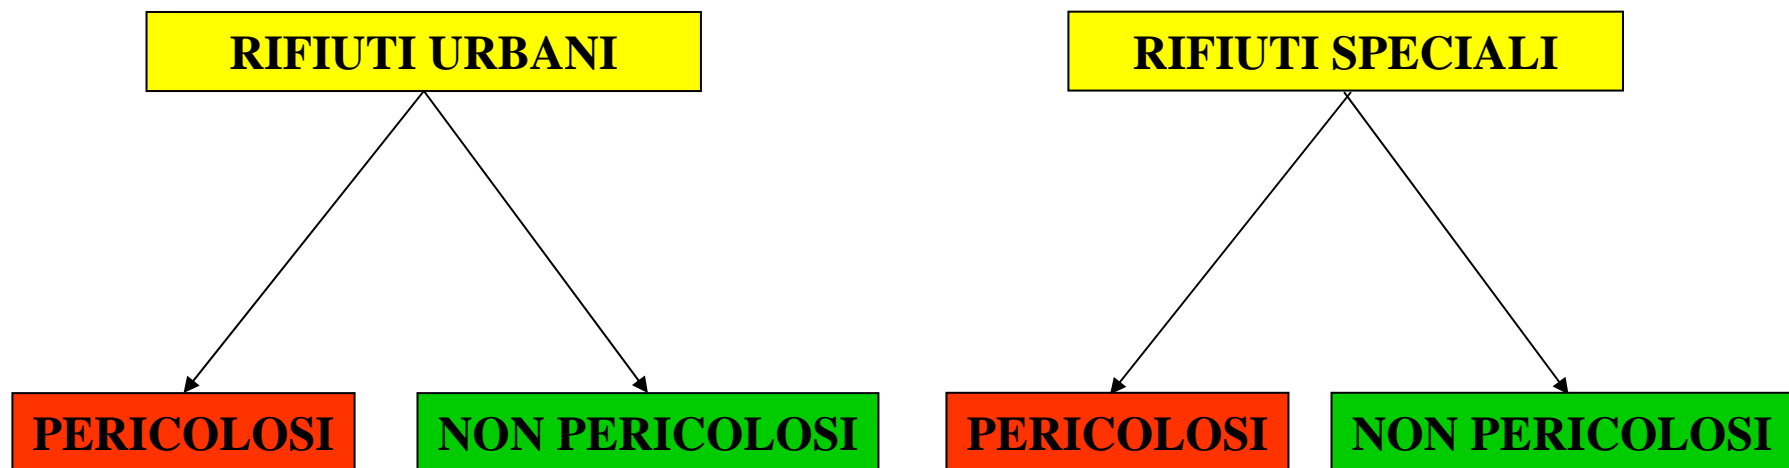 RIFIUTI URBANI
RIFIUTI SPECIALI
PERICOLOSI
NON PERICOLOSI
PERICOLOSI
NON PERICOLOSI